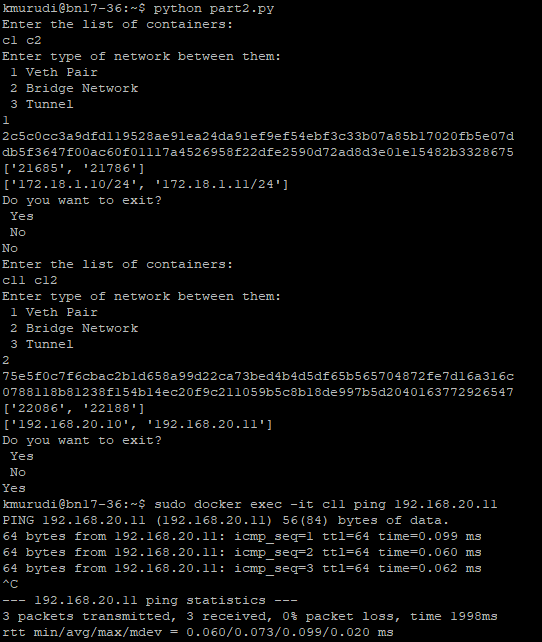 kmurudi@bn17-36:~$ python part2.py
Enter the list of containers:
c1 c2
Enter type of network between them:
1 Veth Pair
2 Bridge Network
3 Tunnel
1
2c5c0cc3a9dfd119528ae91ea24da91ef9ef54ebf3c33b07a85b17020fb5e07d
db5f3647f00ac60f01117a4526958f22dfe2590d72ad8d3e01e15482b3328675
['21685', '21786']
['172.18.1.10/24', '172.18.1.11/24']
Do you want to exit?
Yes
No
No
Enter the list of containers:
c11 c12
Enter type of network between them:
1 Veth Pair
2 Bridge Network
3 Tunnel
2
75e5f0c7f6cbac2b1d658a99d22ca73bed4b4d5df65b565704872fe7d16a316c
0788118b81238f154b14ec20f9c211059b5c8b18de997b5d2040163772926547
['22086', '22188']
['192.168.20.10', '192.168.20.11']
Do you want to exit?
Yes
No
Yes
kmurudi@bn17-36:~$ sudo docker exec -it c11 ping 192.168.20.11
PING 192.168.20.11 (192.168.20.11) 56(84) bytes of data.
64 bytes from 192.168.20.11: icmp_seq=1 ttl=64 time=0.099 ms
64 bytes from 192.168.20.11: icmp_seq=2 ttl=64 time=0.060 ms
64 bytes from 192.168.20.11: icmp_seq=3 ttl=64 time=0.062 ms
^C
--- 192.168.20.11 ping statistics ---
3 packets transmitted, 3 received, 0% packet loss, time 1998ms
rtt min/avg/max/mdev = 0.060/0.073/0.099/0.020 ms